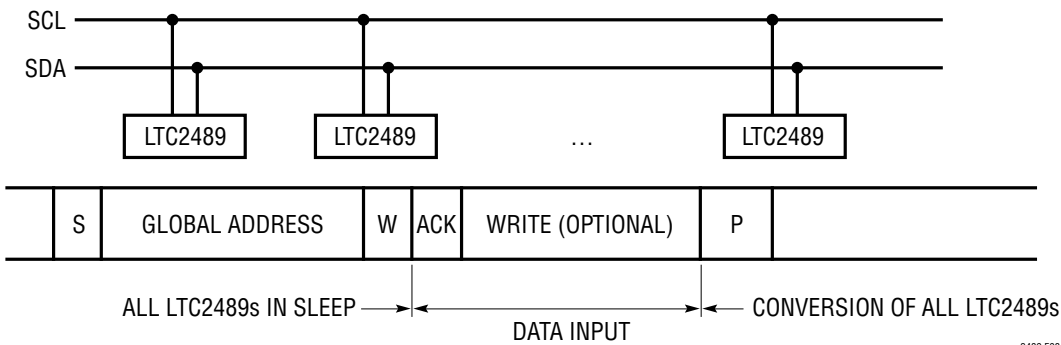 SCL
SDA
LTC2489 LTC2489 ... LTC2489
S GLOBAL ADDRESS W ACK WRITE (OPTIONAL) P
ALL LTC2489s IN SLEEP DATA INPUT CONVERSION OF ALL LTC2489s